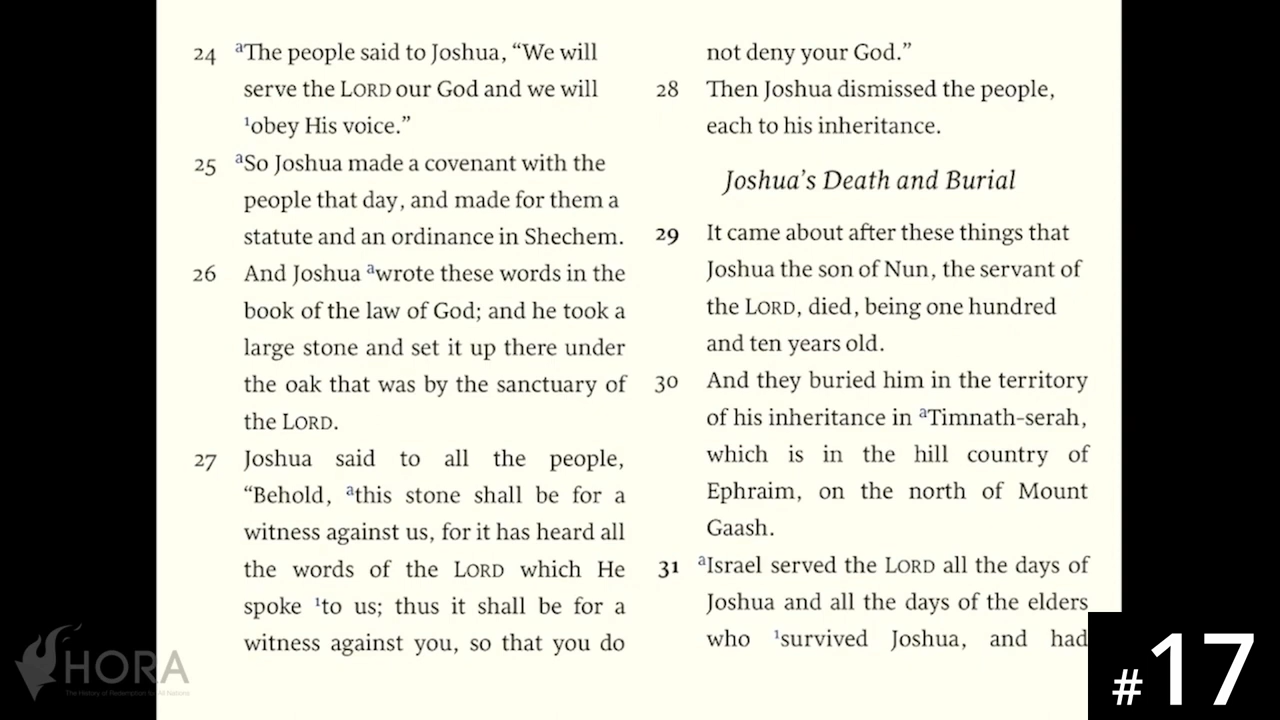 24 aThe people said to Joshua, “We will
serve the LORD our God and we will
1obey His voice.”
25 aSo Joshua made a covenant with the
people that day, and made for them a
statute and an ordinance in Shechem.
26 And Joshua awrote these words in the
book of the law of God; and he took a
large stone and set it up there under
the oak that was by the sanctuary of
the LORD.
27 Joshua said to all the people,
“Behold, athis stone shall be for a
witness against us, for it has heard all
the words of the LORD which He
spoke 1to us; thus it shall be for a
witness against you, so that you do
not deny your God.”
28 Then Joshua dismissed the people,
each to his inheritance.
Joshua’s Death and Burial
29 It came about after these things that
Joshua the son of Nun, the servant of
the LORD, died, being one hundred
and ten years old.
30 And they buried him in the territory
of his inheritance in aTimnath-serah,
which is in the hill country of
Ephraim, on the north of Mount
Gaash.
31 aIsrael served the LORD all the days of
Joshua and all the days of the elders
who 1survived Joshua, and had
HORA
The History of Redemption for All Nations
#17